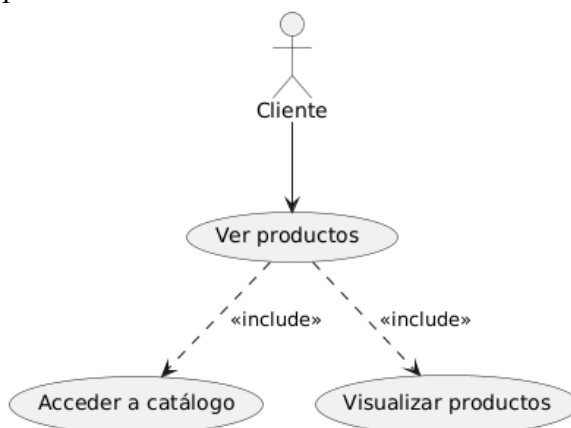 Cliente
Ver productos
«include» «include»
Acceder a catálogo Visualizar productos